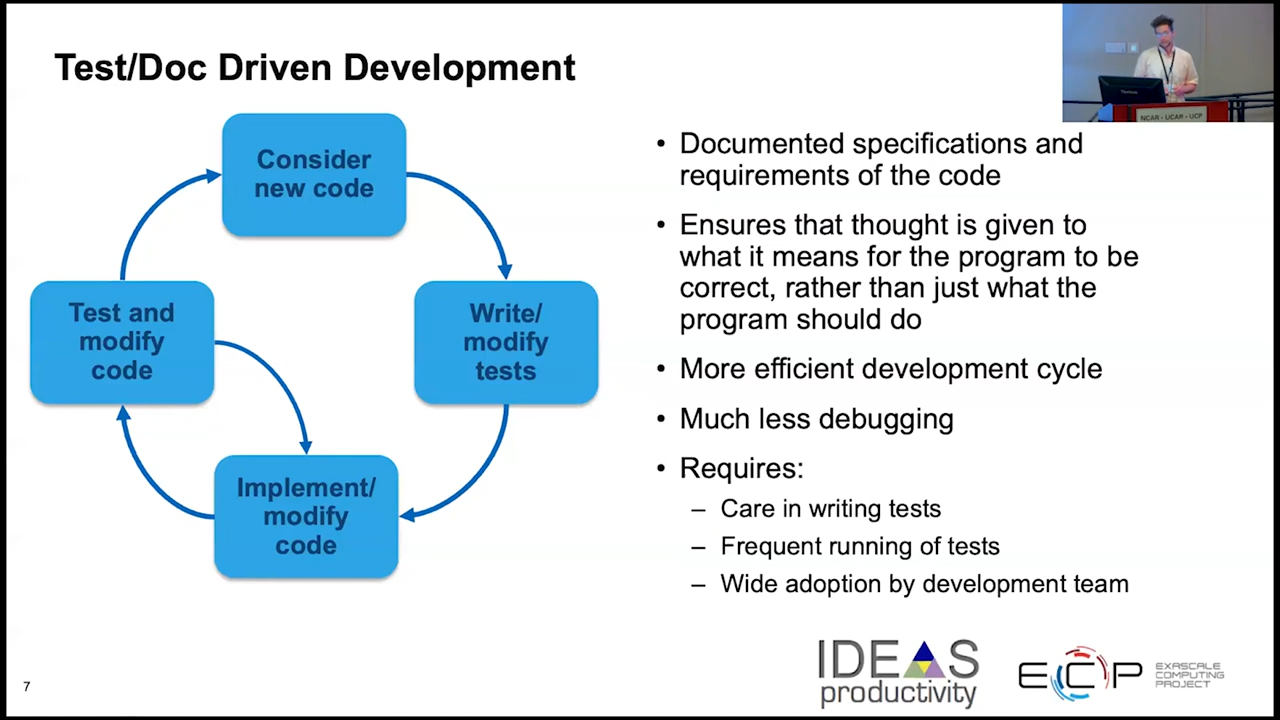 Test/Doc Driven Development
Consider
new code
Write/
modify
tests
Implement/
modify
code
Test and
modify
code
• Documented specifications and
requirements of the code
• Ensures that thought is given to
what it means for the program to be
correct, rather than just what the
program should do
• More efficient development cycle
• Much less debugging
• Requires:
– Care in writing tests
– Frequent running of tests
– Wide adoption by development team
NCAR • UCAR • UCP
7
IDEAS
productivity
ECP
EXASCALE
COMPUTING
PROJECT